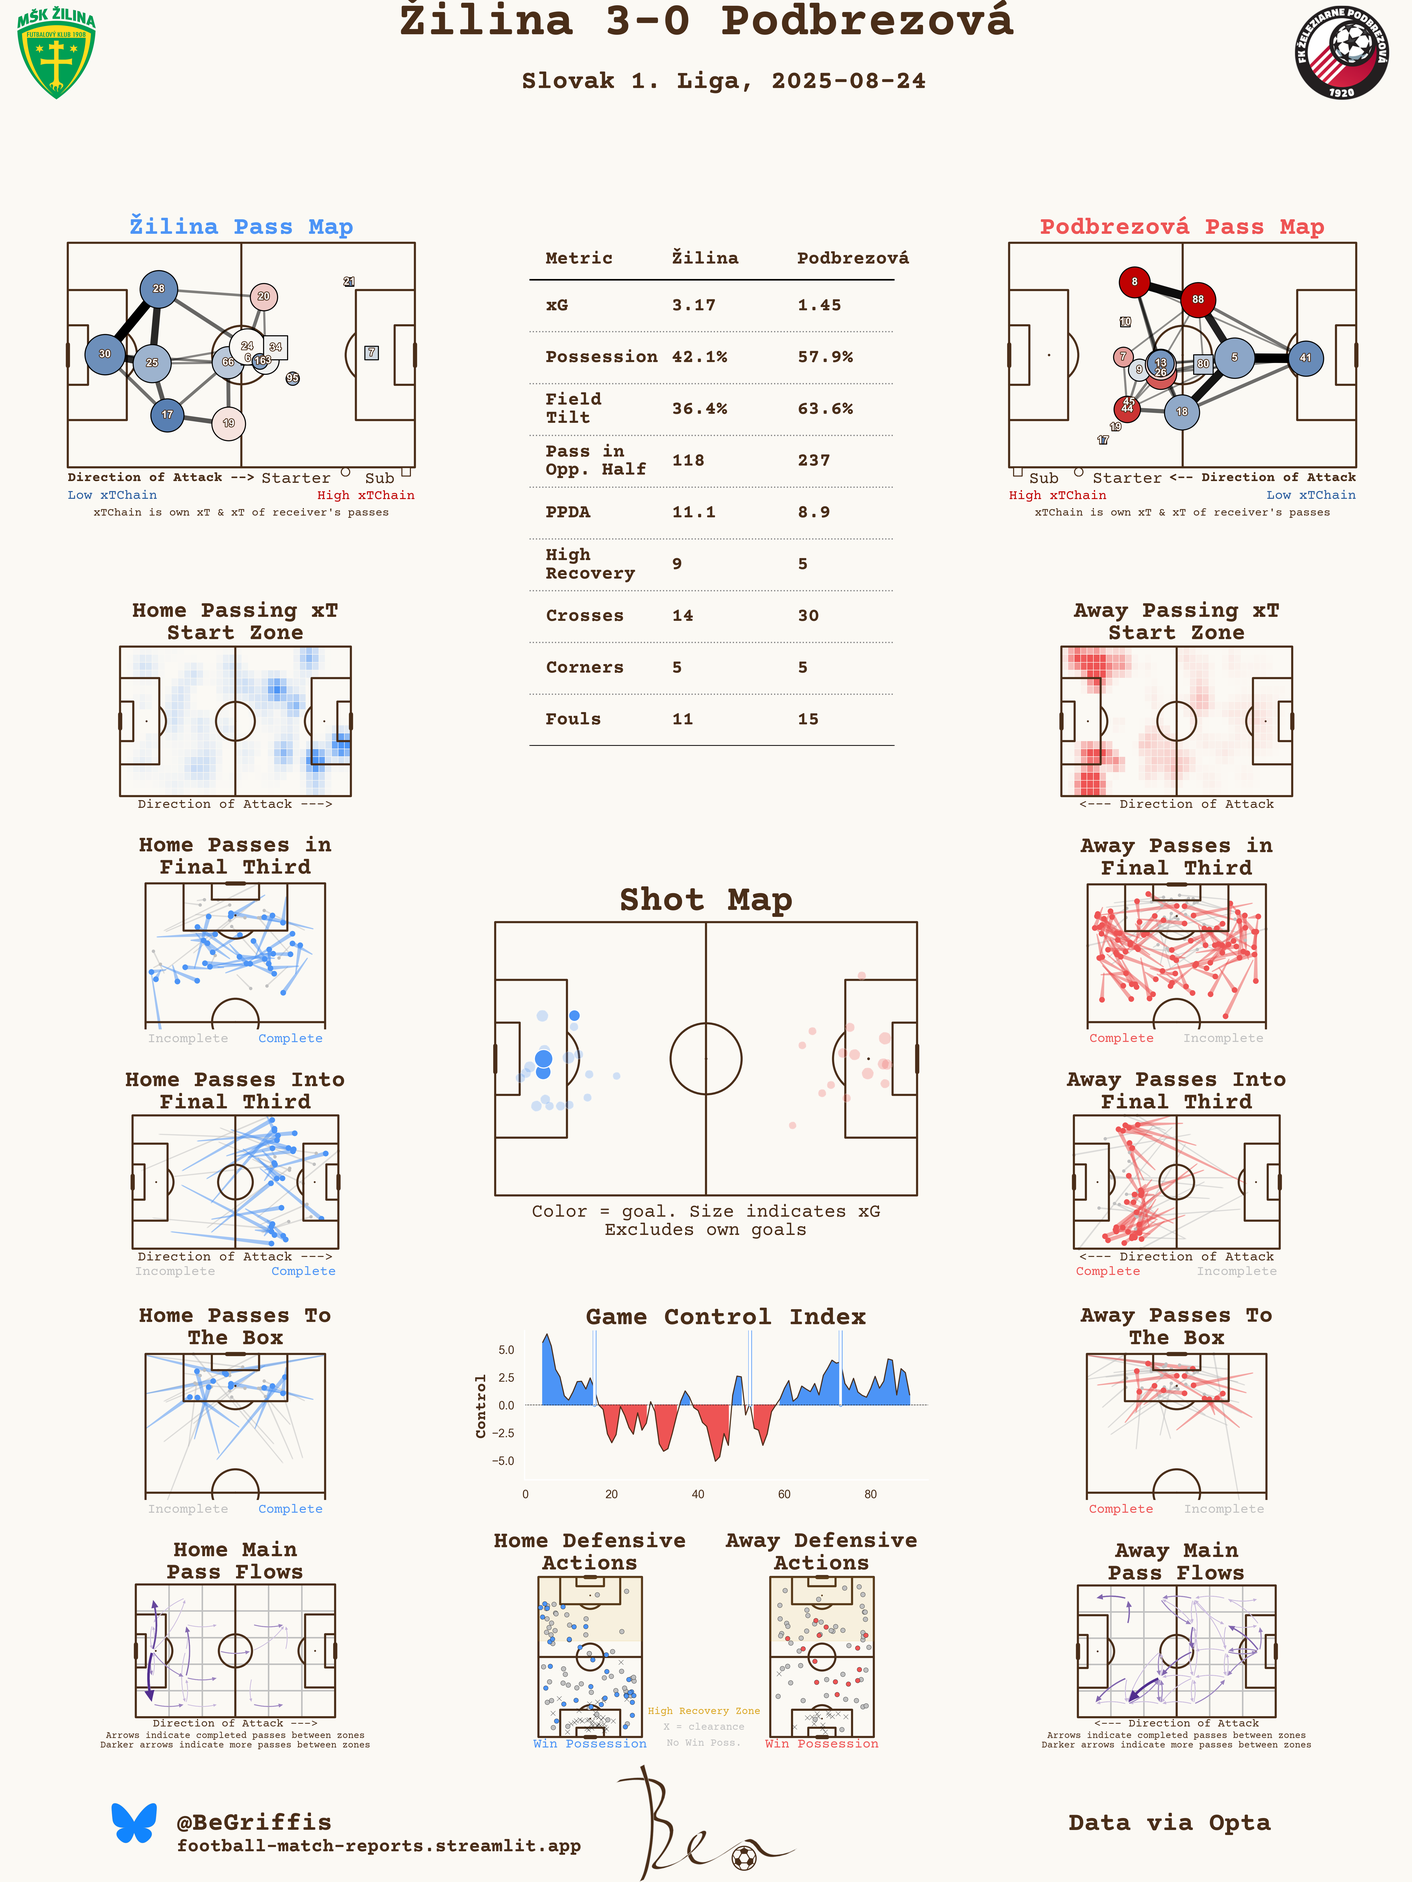 Žilina 3-0 Podbrezová
Slovak 1. Liga, 2025-08-24
MŠK ŽILINA
FUTBALOVÝ KLUB 1908
FK ŽELEZIARNE PODBREZOVÁ
1920
Žilina Pass Map
28
20
21
30
25
66
24
6
34
163
7
95
17
19
Direction of Attack --> Starter Sub
Low xTChain High xTChain
xTChain is own xT & xT of receiver's passes
Metric Žilina Podbrezová
xG 3.17 1.45
Possession 42.1% 57.9%
Field
Tilt 36.4% 63.6%
Pass in
Opp. Half 118 237
PPDA 11.1 8.9
High
Recovery 9 5
Crosses 14 30
Corners 5 5
Fouls 11 15
Podbrezová Pass Map
8
88
10
7
9
13
26
80
5
41
45
44
18
19
17
Sub Starter <-- Direction of Attack
High xTChain Low xTChain
xTChain is own xT & xT of receiver's passes
Home Passing xT
Start Zone
Direction of Attack --->
Away Passing xT
Start Zone
<--- Direction of Attack
Home Passes in
Final Third
Incomplete Complete
Away Passes in
Final Third
Complete Incomplete
Shot Map
Color = goal. Size indicates xG
Excludes own goals
Home Passes Into
Final Third
Direction of Attack --->
Incomplete Complete
Away Passes Into
Final Third
<--- Direction of Attack
Complete Incomplete
Home Passes To
The Box
Incomplete Complete
Game Control Index
Control
5.0
2.5
0.0
−2.5
−5.0
0 20 40 60 80
Away Passes To
The Box
Complete Incomplete
Home Main
Pass Flows
Direction of Attack --->
Arrows indicate completed passes between zones
Darker arrows indicate more passes between zones
Home Defensive
Actions
Win Possession
Away Defensive
Actions
Win Possession
High Recovery Zone
X = clearance
No Win Poss.
Away Main
Pass Flows
<--- Direction of Attack
Arrows indicate completed passes between zones
Darker arrows indicate more passes between zones
@BeGriffis
football-match-reports.streamlit.app
Ben
Data via Opta